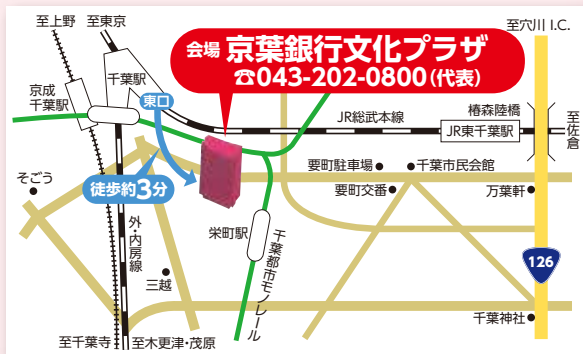 至上野
至東京
至穴川 I.C.
会場 京葉銀行文化プラザ
☎043-202-0800(代表)
千葉駅
京成
千葉駅
東口
JR総武本線
椿森陸橋
JR東千葉駅
至佐倉
要町駐車場
千葉市民会館
そごう
徒歩約3分
要町交番
万葉軒
外・内房線
栄町駅
千葉都市モノレール
126
三越
千葉神社
至千葉寺
至木更津・茂原